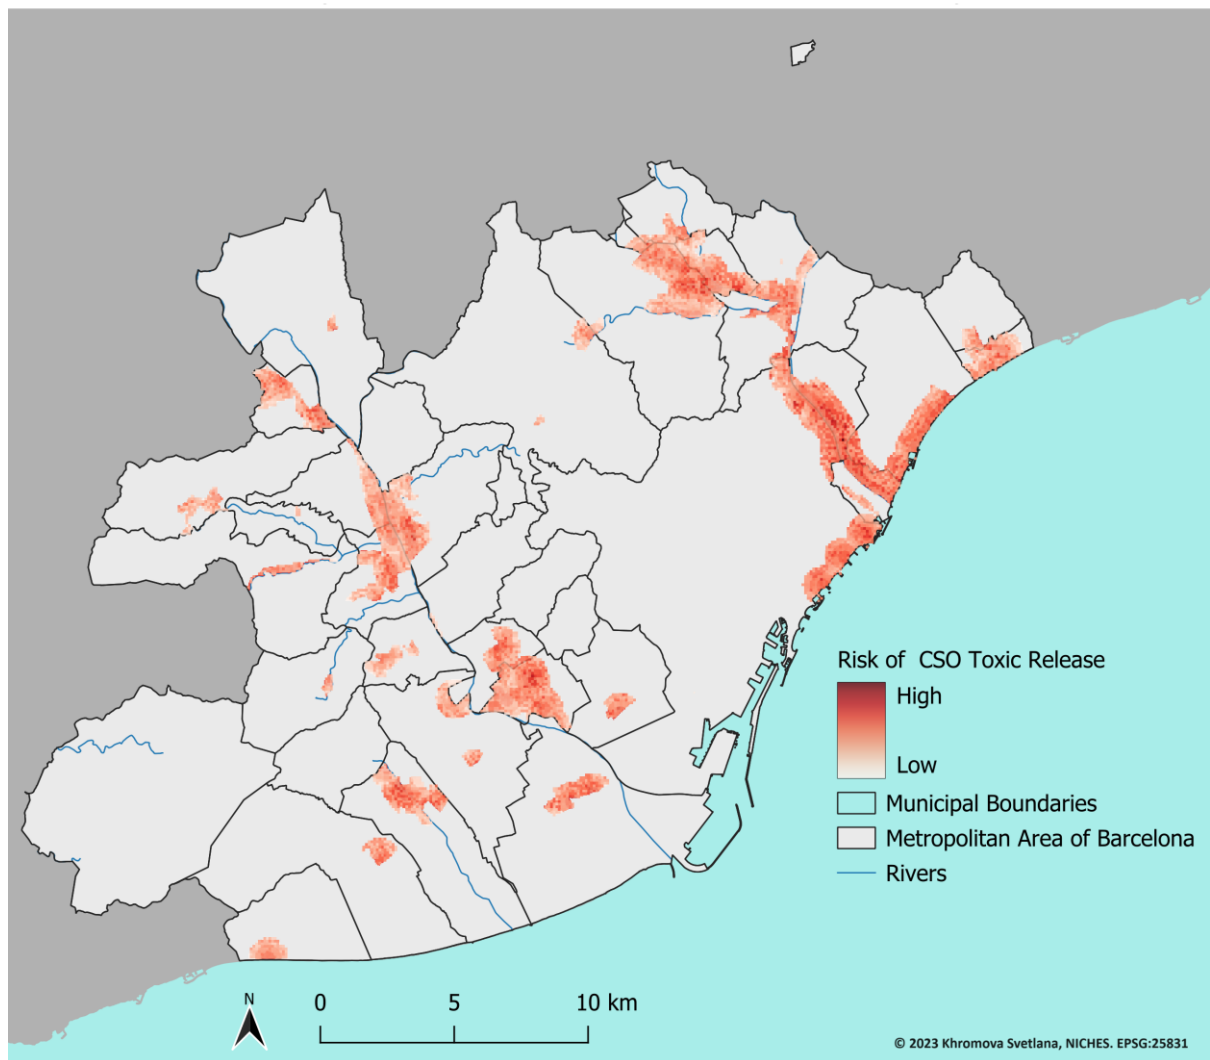 Risk of CSO Toxic Release
High
Low
Municipal Boundaries
Metropolitan Area of Barcelona
Rivers
N
0 5 10 km
© 2023 Khromova Svetlana, NICHES. EPSG:25831